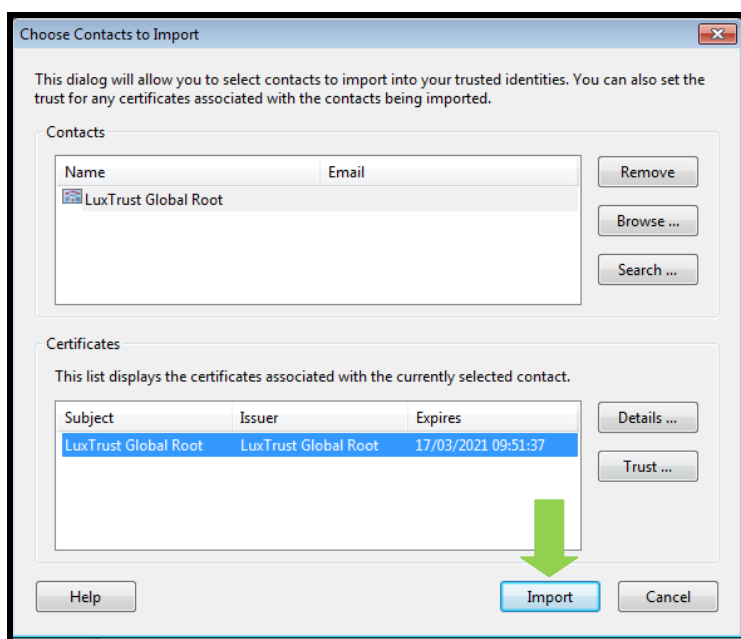 Choose Contacts to Import
This dialog will allow you to select contacts to import into your trusted identities. You can also set the
trust for any certificates associated with the contacts being imported.
Contacts
Name Email
LuxTrust Global Root
Remove
Browse ...
Search ...
Certificates
This list displays the certificates associated with the currently selected contact.
Subject Issuer Expires
LuxTrust Global Root LuxTrust Global Root 17/03/2021 09:51:37
Details ...
Trust ...
Help Import Cancel